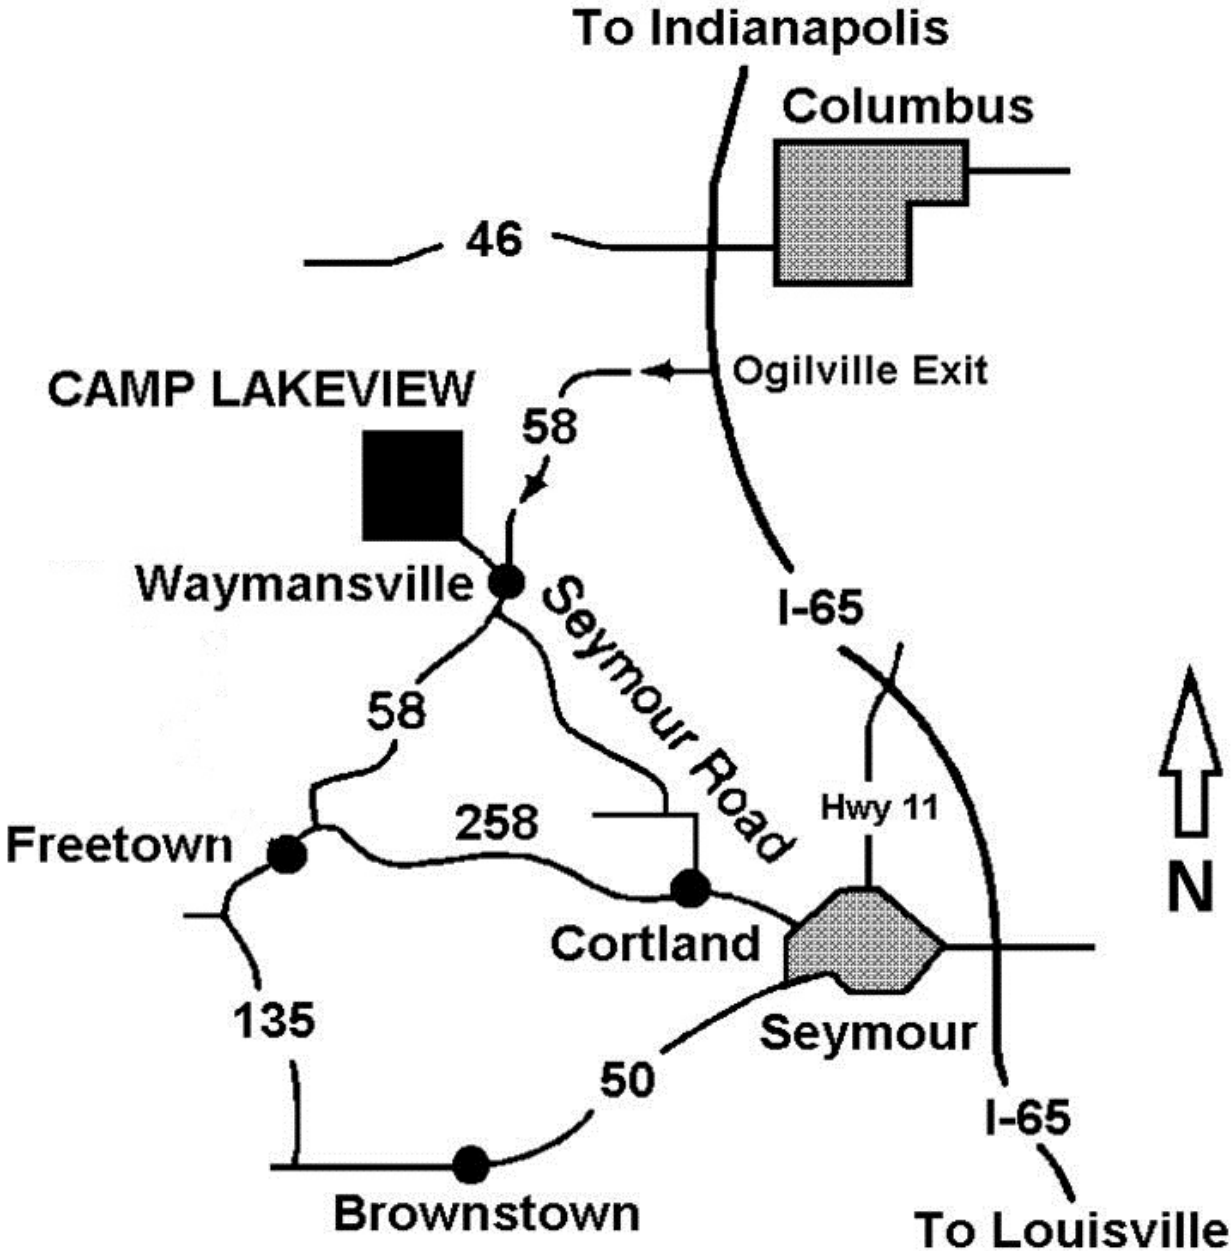 To Indianapolis
Columbus
46
Ogilville Exit
CAMP LAKEVIEW
58
Waymansville
Seymour Road
I-65
58
Hwy 11
258
Freetown
N
Cortland
135
Seymour
50
I-65
Brownstown
To Louisville